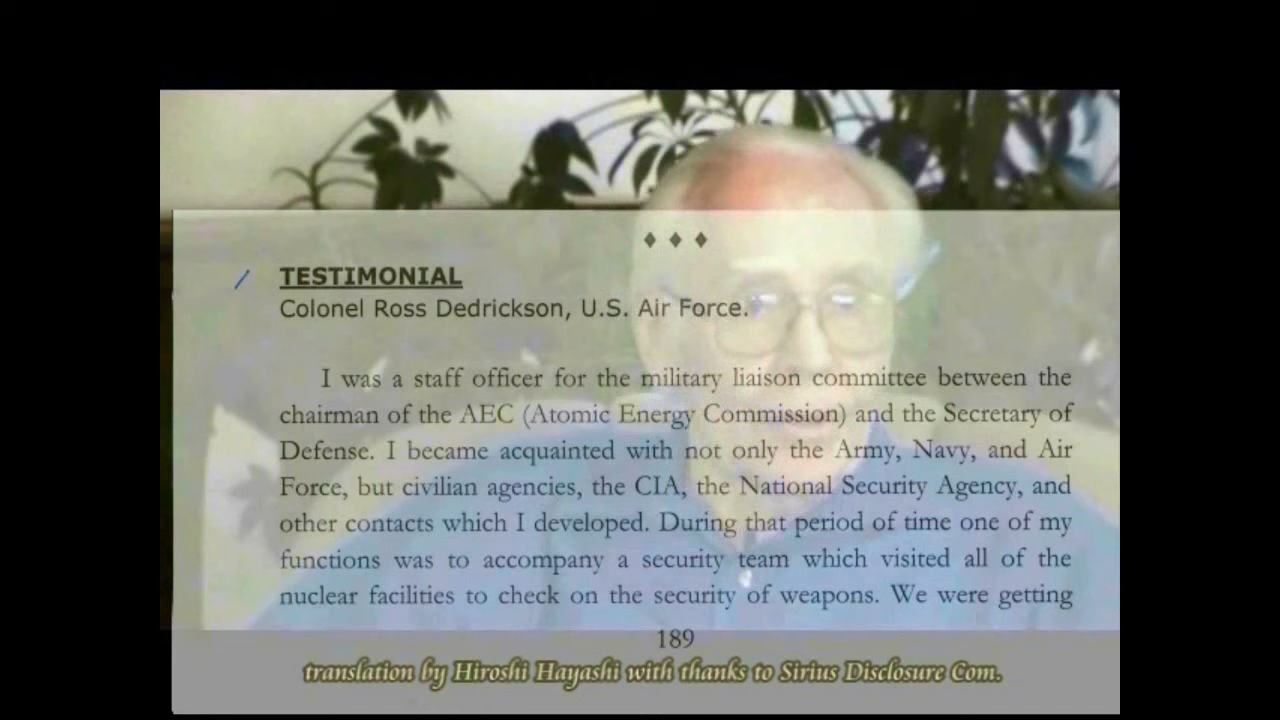 ♦ ♦ ♦
TESTIMONIAL
Colonel Ross Dedrickson, U.S. Air Force.
I was a staff officer for the military liaison committee between the
chairman of the AEC (Atomic Energy Commission) and the Secretary of
Defense. I became acquainted with not only the Army, Navy, and Air
Force, but civilian agencies, the CIA, the National Security Agency, and
other contacts which I developed. During that period of time one of my
functions was to accompany a security team which visited all of the
nuclear facilities to check on the security of weapons. We were getting
189
translation by Hiroshi Hayashi with thanks to Sirius Disclosure Com.